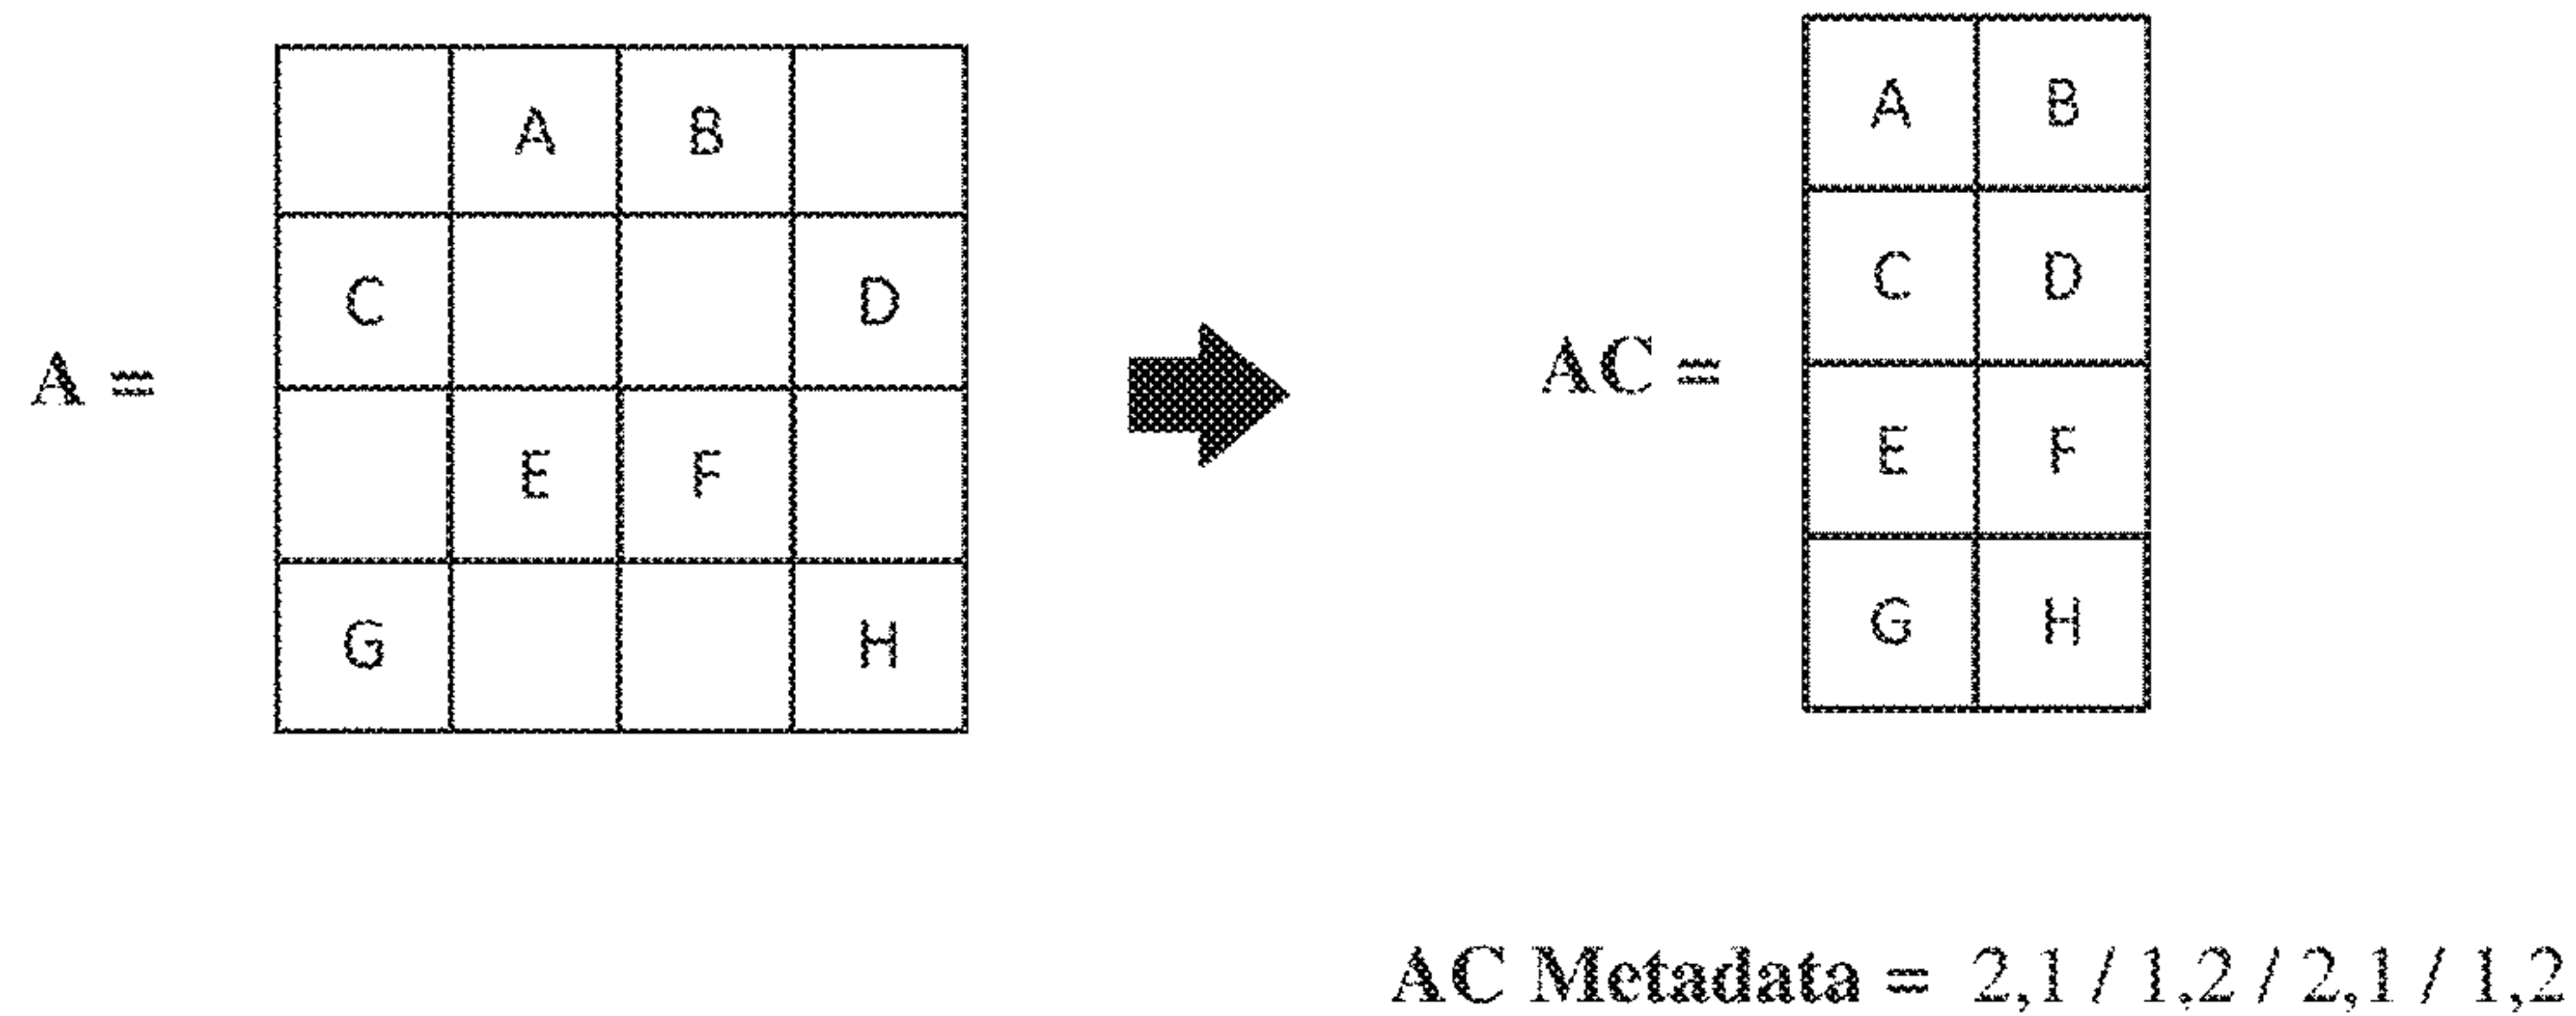 A =
A B
C D
E F
G H
AC =
A B
C D
E F
G H
AC Metadata = 2,1 / 1,2 / 2,1 / 1,2